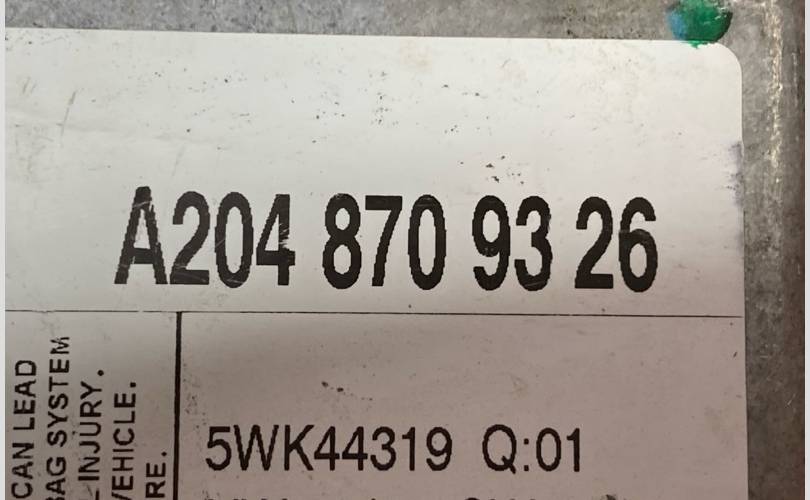 A204 870 93 26
CAN LEAD
BAG SYSTEM
INJURY.
VEHICLE.
RE.
5WK44319 Q:01